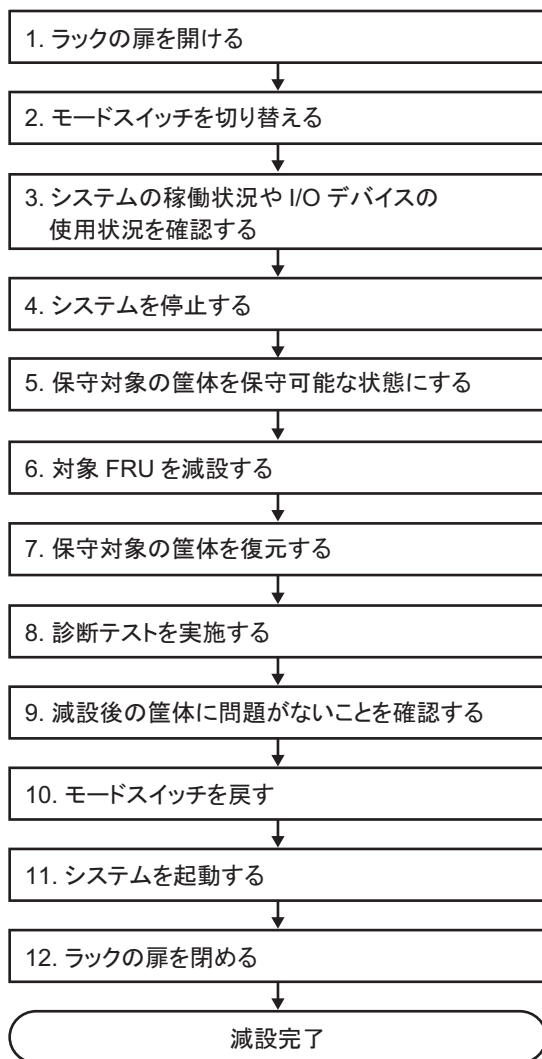 1. ラックの扉を開ける
2. モードスイッチを切り替える
3. システムの稼働状況や I/O デバイスの
使用状況を確認する
4. システムを停止する
5. 保守対象の筐体を保守可能な状態にする
6. 対象 FRU を減設する
7. 保守対象の筐体を復元する
8. 診断テストを実施する
9. 減設後の筐体に問題がないことを確認する
10. モードスイッチを戻す
11. システムを起動する
12. ラックの扉を閉める
減設完了